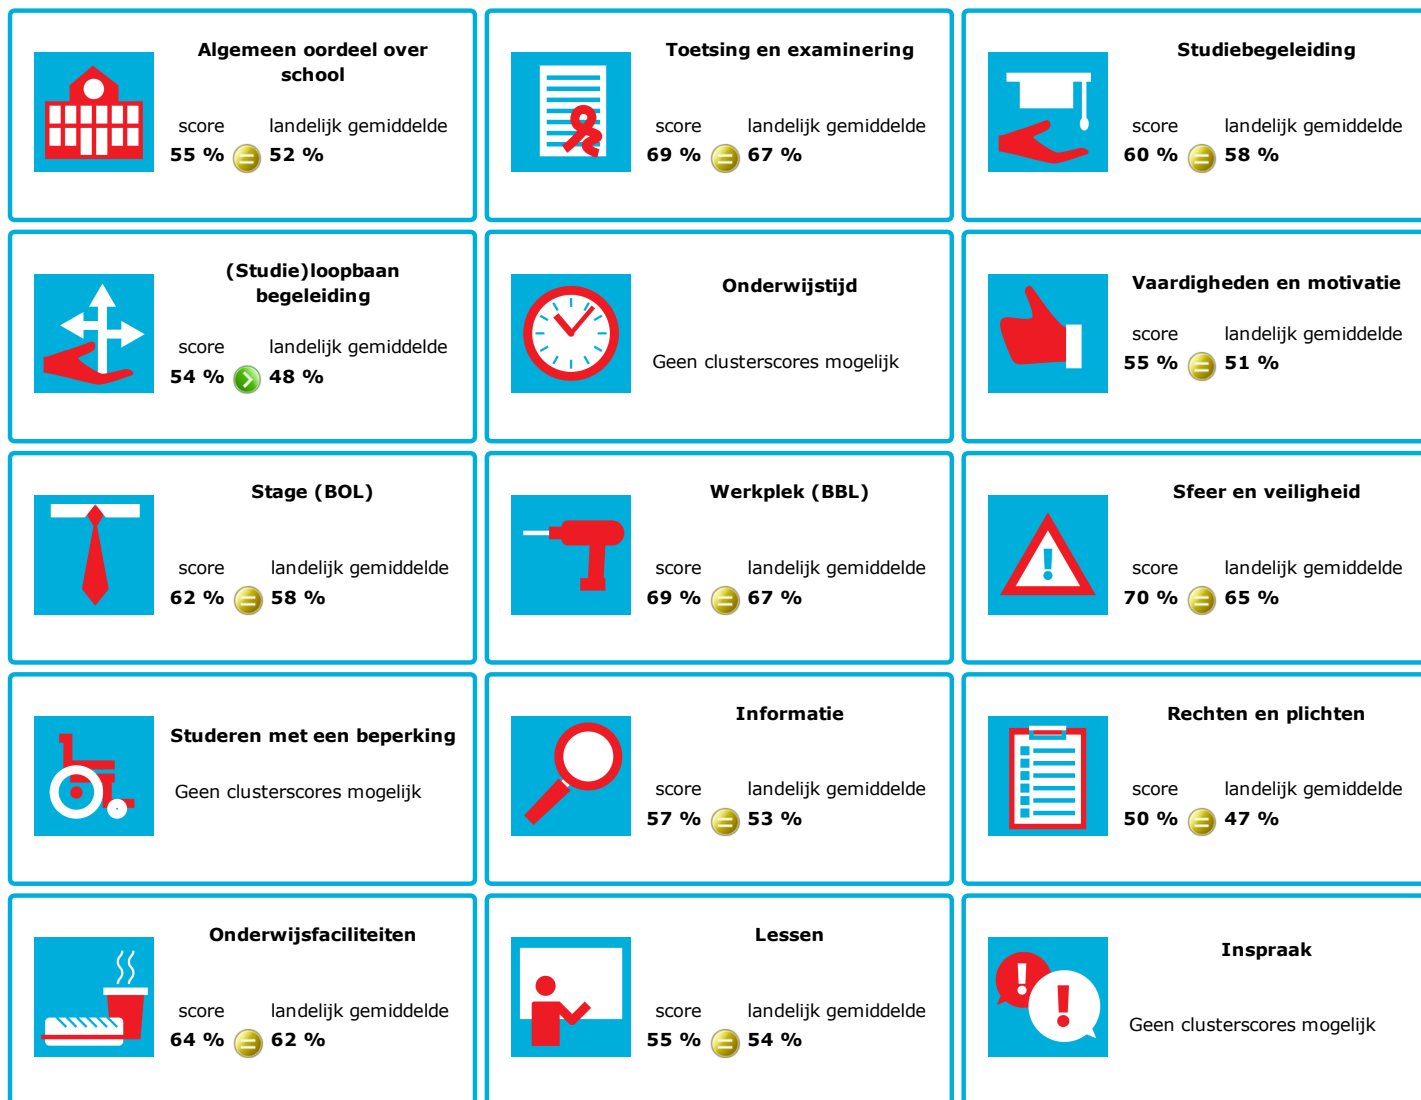 Algemeen oordeel over
school
score landelijk gemiddelde
55 % = 52 %
Toetsing en examinering
score landelijk gemiddelde
69 % = 67 %
Studiebegeleiding
score landelijk gemiddelde
60 % = 58 %
(Studie)loopbaan
begeleiding
score landelijk gemiddelde
54 % > 48 %
Onderwijstijd
Geen clusterscores mogelijk
Vaardigheden en motivatie
score landelijk gemiddelde
55 % = 51 %
Stage (BOL)
score landelijk gemiddelde
62 % = 58 %
Werkplek (BBL)
score landelijk gemiddelde
69 % = 67 %
Sfeer en veiligheid
score landelijk gemiddelde
70 % = 65 %
Studeren met een beperking
Geen clusterscores mogelijk
Informatie
score landelijk gemiddelde
57 % = 53 %
Rechten en plichten
score landelijk gemiddelde
50 % = 47 %
Onderwijsfaciliteiten
score landelijk gemiddelde
64 % = 62 %
Lessen
score landelijk gemiddelde
55 % = 54 %
Inspraak
Geen clusterscores mogelijk